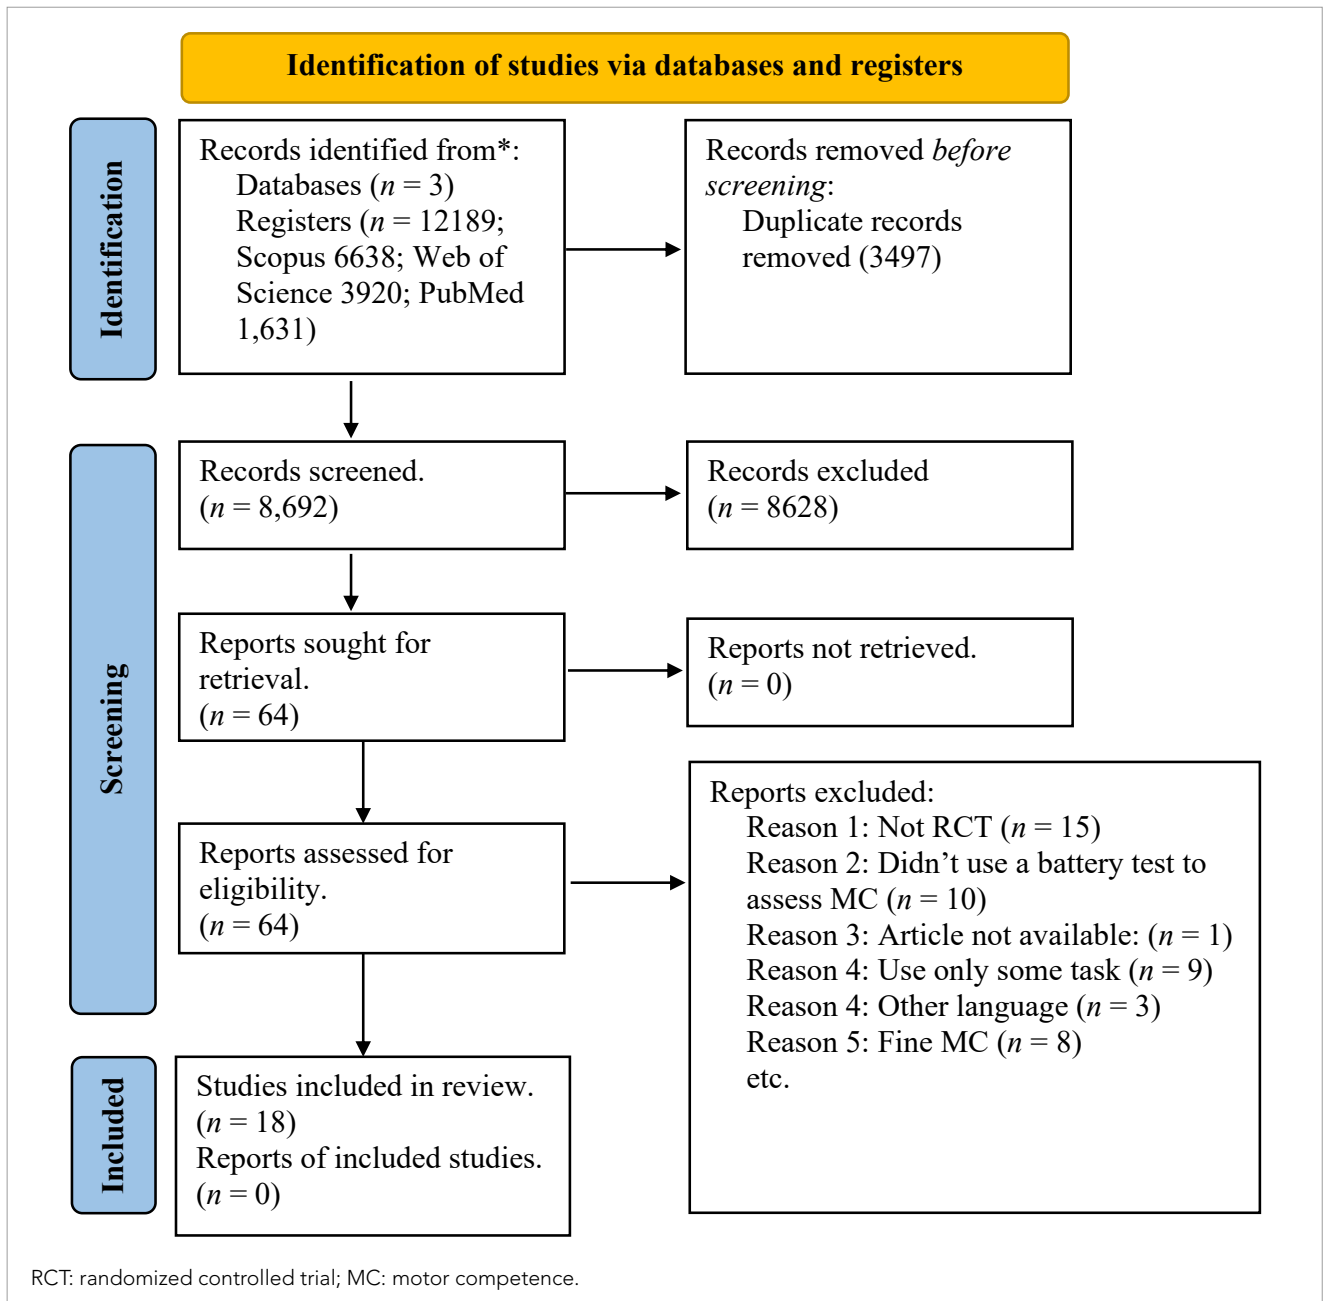 Identification of studies via databases and registers
Identification
Records identified from*:
Databases (n = 3)
Registers (n = 12189;
Scopus 6638; Web of
Science 3920; PubMed
1,631)
Records removed before
screening:
Duplicate records
removed (3497)
Screening
Records screened.
(n = 8,692)
Records excluded
(n = 8628)
Reports sought for
retrieval.
(n = 64)
Reports not retrieved.
(n = 0)
Reports assessed for
eligibility.
(n = 64)
Reports excluded:
Reason 1: Not RCT (n = 15)
Reason 2: Didn’t use a battery test to
assess MC (n = 10)
Reason 3: Article not available: (n = 1)
Reason 4: Use only some task (n = 9)
Reason 4: Other language (n = 3)
Reason 5: Fine MC (n = 8)
etc.
Included
Studies included in review.
(n = 18)
Reports of included studies.
(n = 0)
RCT: randomized controlled trial; MC: motor competence.